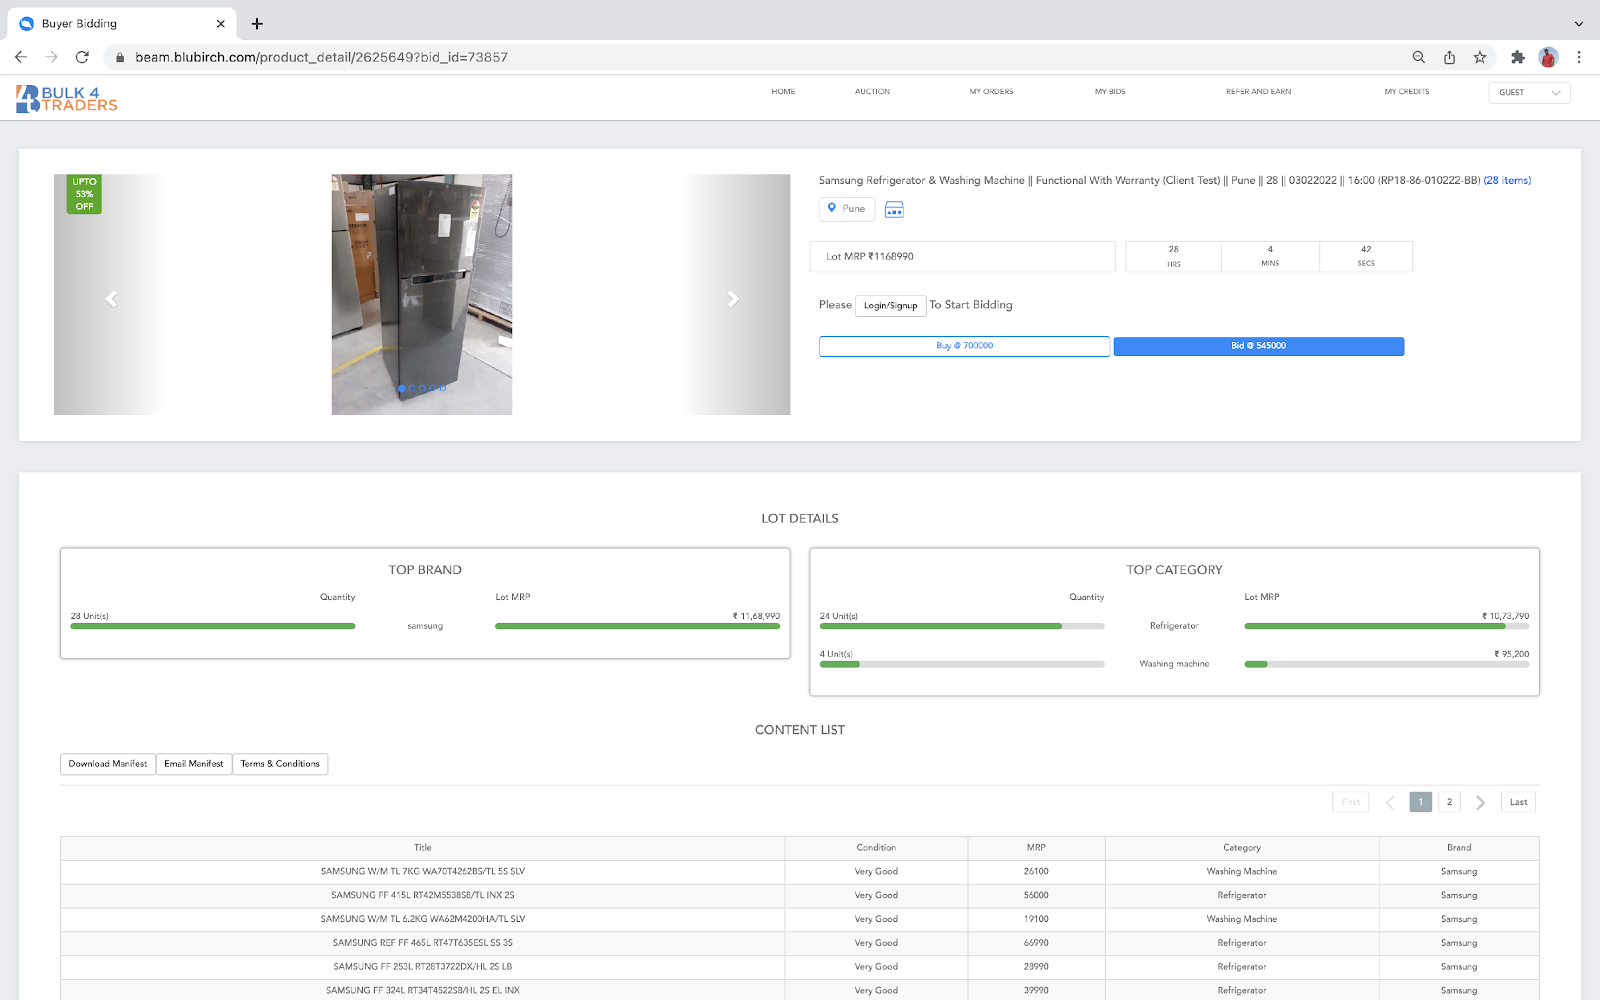 Buyer Bidding
beam.blubirch.com/product_detail/2625649?bid_id=73857
BULK 4
TRADERS
HOME
AUCTION
MY ORDERS
MY BIDS
REFER AND EARN
MY CREDITS
GUEST
UPTO
53%
OFF
Samsung Refrigerator & Washing Machine || Functional With Warranty (Client Test) || Pune || 28 || 03022022 || 16:00 (RP18-86-010222-BB) (28 items)
Pune
Lot MRP ₹1168990
28
HRS
4
MINS
42
SECS
Please Login/Signup To Start Bidding
Buy @ 700000
Bid @ 545000
LOT DETAILS
TOP BRAND
Quantity Lot MRP
28 Unit(s) ₹ 11,68,990
samsung
TOP CATEGORY
Quantity Lot MRP
24 Unit(s) ₹ 10,73,790
Refrigerator
4 Unit(s) ₹ 95,200
Washing machine
CONTENT LIST
Download Manifest Email Manifest Terms & Conditions
First 1 2 Last
Title Condition MRP Category Brand
SAMSUNG W/M TL 7KG WA70T4262BS/TL 5S SLV Very Good 26100 Washing Machine Samsung
SAMSUNG FF 415L RT42M5538S8/TL INX 2S Very Good 56000 Refrigerator Samsung
SAMSUNG W/M TL 6.2KG WA62M4200HA/TL SLV Very Good 19100 Washing Machine Samsung
SAMSUNG REF FF 465L RT47T635ESL SS 3S Very Good 66990 Refrigerator Samsung
SAMSUNG FF 253L RT28T3722DX/HL 2S LB Very Good 28990 Refrigerator Samsung
SAMSUNG FF 324L RT34T4522S8/HL 2S EL INX Very Good 39990 Refrigerator Samsung